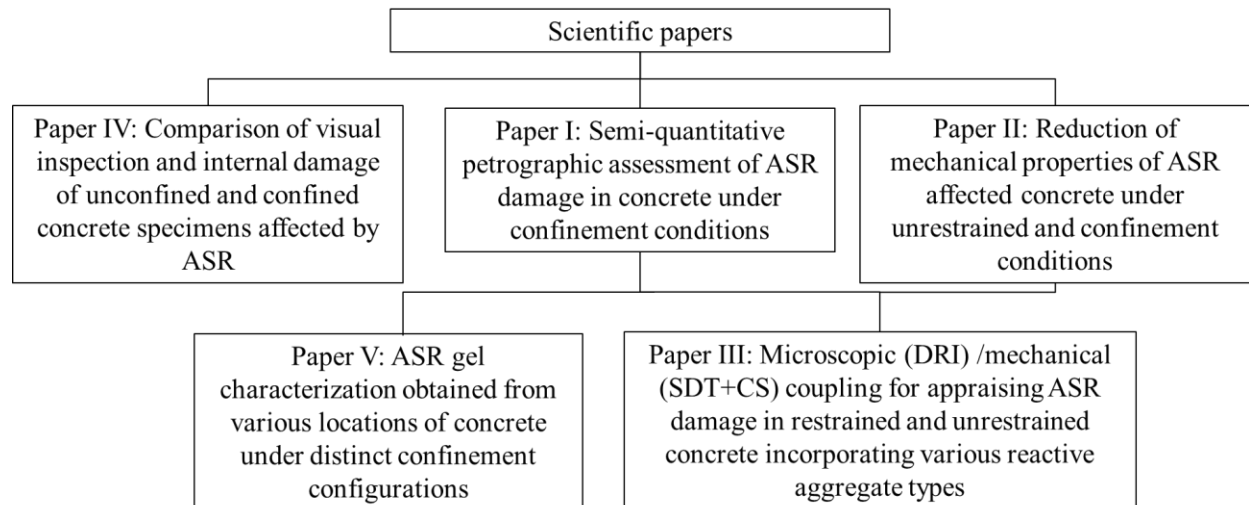 Scientific papers
Paper IV: Comparison of visual
inspection and internal damage
of unconfined and confined
concrete specimens affected by
ASR
Paper I: Semi-quantitative
petrographic assessment of ASR
damage in concrete under
confinement conditions
Paper II: Reduction of
mechanical properties of ASR
affected concrete under
unrestrained and confinement
conditions
Paper V: ASR gel
characterization obtained from
various locations of concrete
under distinct confinement
configurations
Paper III: Microscopic (DRI) /mechanical
(SDT+CS) coupling for appraising ASR
damage in restrained and unrestrained
concrete incorporating various reactive
aggregate types